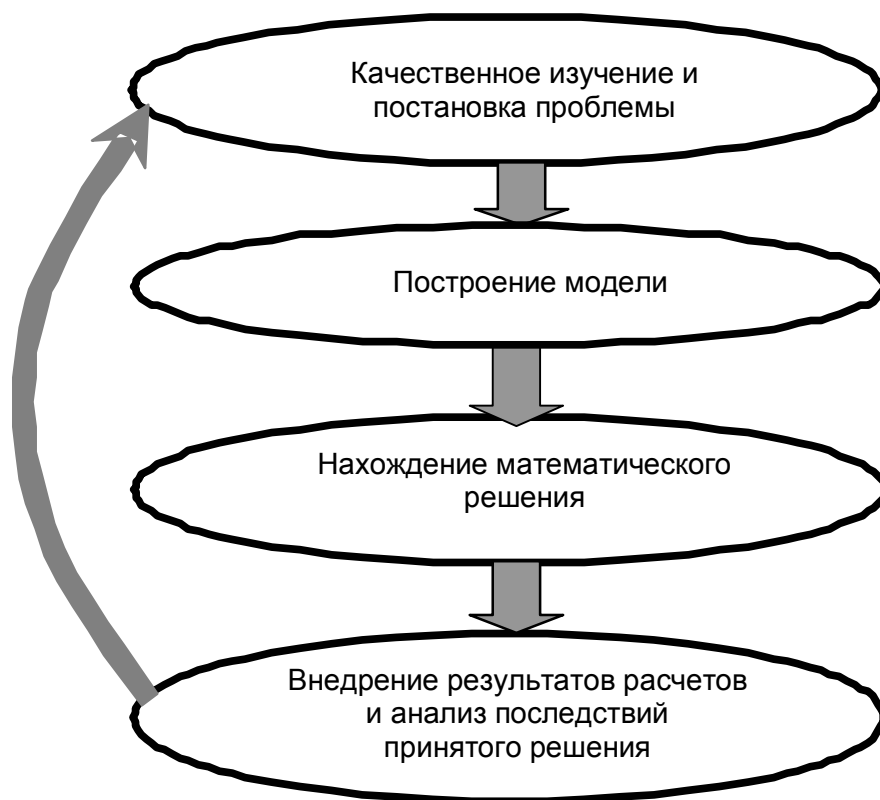 Качественное изучение и
постановка проблемы
Построение модели
Нахождение математического
решения
Внедрение результатов расчетов
и анализ последствий
принятого решения